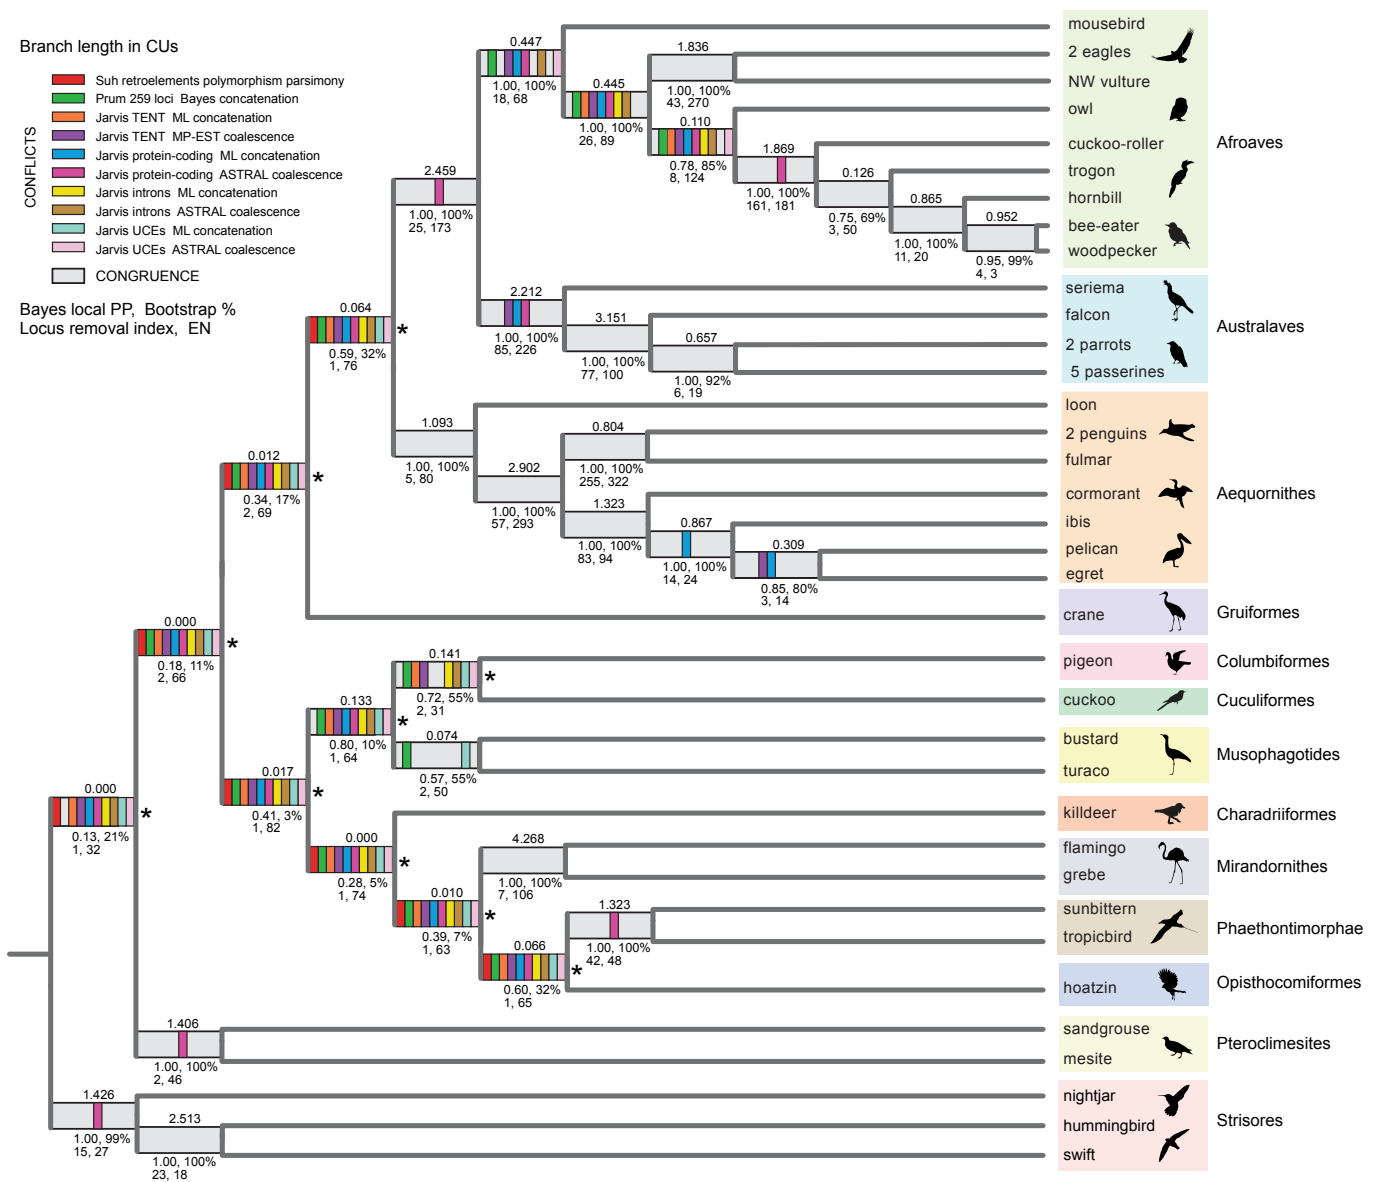 Branch length in CUs
CONFLICTS
Suh retroelements polymorphism parsimony
Prum 259 loci Bayes concatenation
Jarvis TENT ML concatenation
Jarvis TENT MP-EST coalescence
Jarvis protein-coding ML concatenation
Jarvis protein-coding ASTRAL coalescence
Jarvis introns ML concatenation
Jarvis introns ASTRAL coalescence
Jarvis UCEs ML concatenation
Jarvis UCEs ASTRAL coalescence
CONGRUENCE
Bayes local PP, Bootstrap %
Locus removal index, EN
0.447
1.00, 100%
18, 68
0.445
1.00, 100%
26, 89
1.836
1.00, 100%
43, 270
0.110
0.78, 85%
8, 124
1.869
1.00, 100%
161, 181
0.126
0.75, 69%
3, 50
0.865
1.00, 100%
11, 20
0.952
0.95, 99%
4, 3
2.459
1.00, 100%
25, 173
2.212
1.00, 100%
85, 226
3.151
1.00, 100%
77, 100
0.657
1.00, 92%
6, 19
0.064
*
0.59, 32%
1, 76
1.093
1.00, 100%
5, 80
2.902
1.00, 100%
57, 293
0.804
1.00, 100%
255, 322
1.323
1.00, 100%
83, 94
0.867
1.00, 100%
14, 24
0.309
0.85, 80%
3, 14
0.012
*
0.34, 17%
2, 69
0.000
*
0.18, 11%
2, 66
0.141
*
0.72, 55%
2, 31
0.133
*
0.80, 10%
1, 64
0.074
0.57, 55%
2, 50
0.017
*
0.41, 3%
1, 82
0.000
*
0.13, 21%
1, 32
0.000
*
0.28, 5%
1, 74
4.268
1.00, 100%
7, 106
0.010
*
0.39, 7%
1, 63
1.323
1.00, 100%
42, 48
0.066
*
0.60, 32%
1, 65
1.406
1.00, 100%
2, 46
1.426
1.00, 99%
15, 27
2.513
1.00, 100%
23, 18
mousebird
2 eagles
NW vulture
owl
cuckoo-roller
trogon
hornbill
bee-eater
woodpecker
Afroaves
seriema
falcon
2 parrots
5 passerines
Australaves
loon
2 penguins
fulmar
cormorant
ibis
pelican
egret
Aequornithes
crane
Gruiformes
pigeon
Columbiformes
cuckoo
Cuculiformes
bustard
turaco
Musophagotides
killdeer
Charadriiformes
flamingo
grebe
Mirandornithes
sunbittern
tropicbird
Phaethontimorphae
hoatzin
Opisthocomiformes
sandgrouse
mesite
Pteroclimesites
nightjar
hummingbird
swift
Strisores